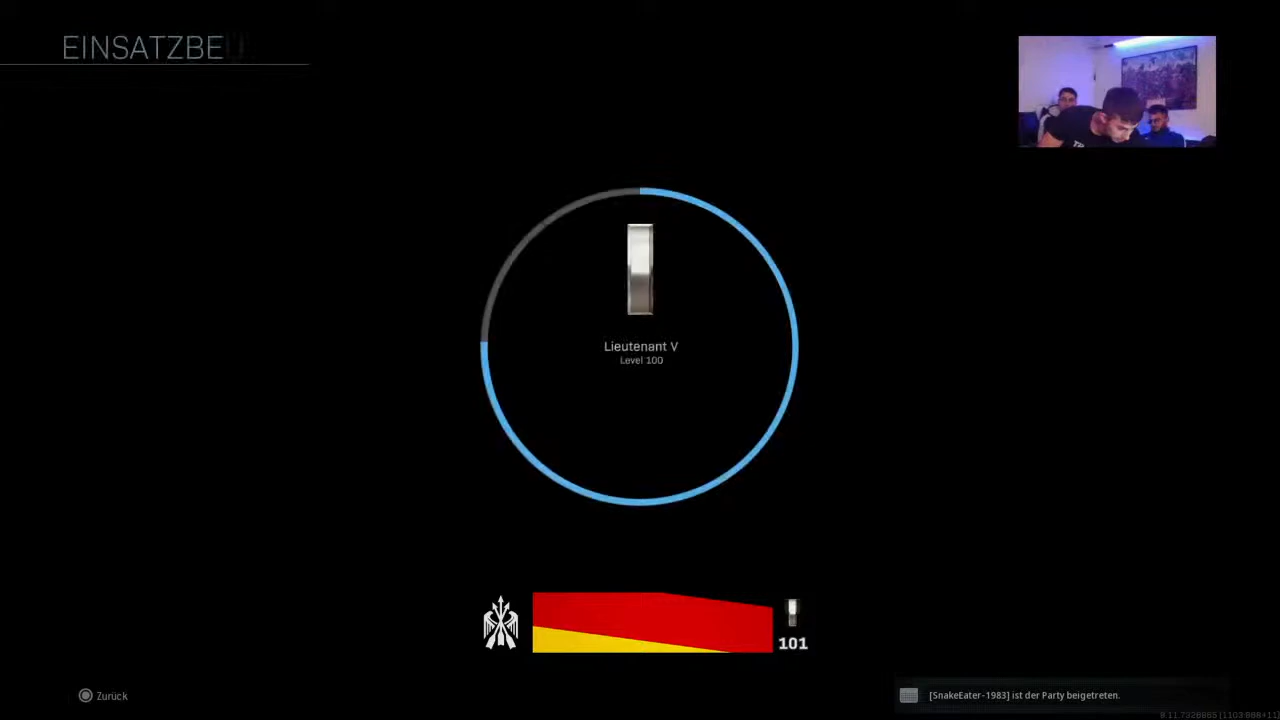 EINSATZBE
Lieutenant V
Level 100
101
Zurück
[SnakeEater-1983] ist der Party beigetreten.